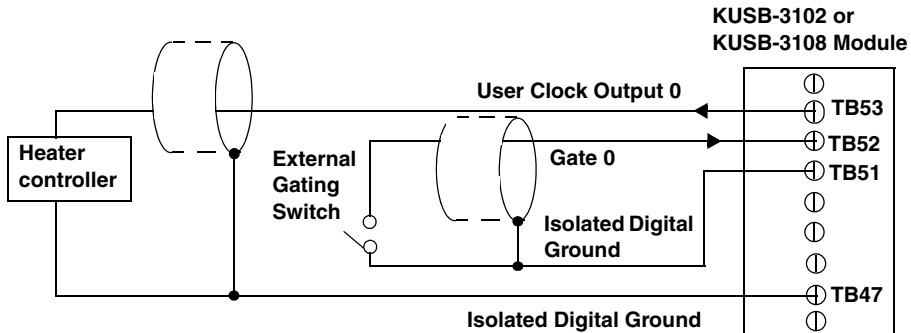 KUSB-3102 or
KUSB-3108 Module
User Clock Output 0
TB53
Heater
controller
External
Gating
Switch
Gate 0
TB52
TB51
Isolated Digital
Ground
TB47
Isolated Digital Ground